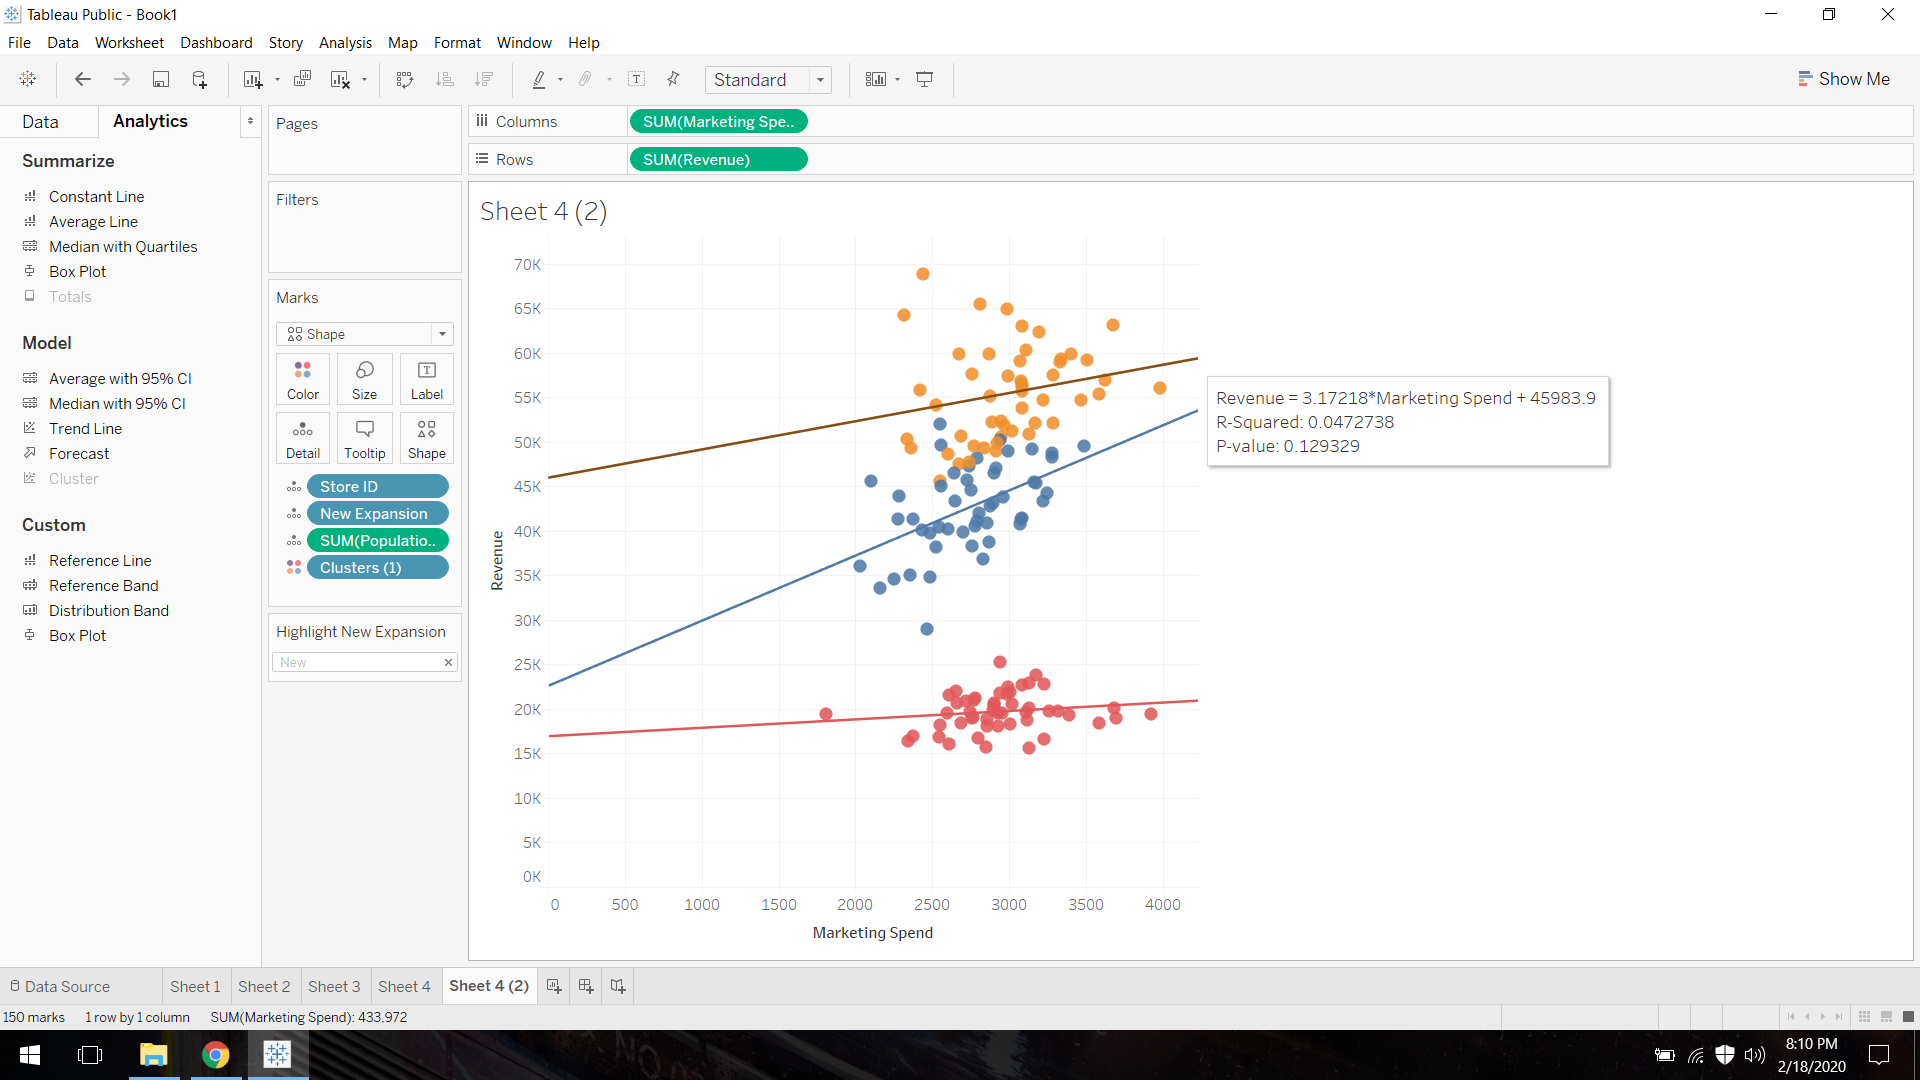 Tableau Public - Book1
File Data Worksheet Dashboard Story Analysis Map Format Window Help
Standard
Show Me
Data
Analytics
Summarize
Constant Line
Average Line
Median with Quartiles
Box Plot
Totals
Model
Average with 95% CI
Median with 95% CI
Trend Line
Forecast
Cluster
Custom
Reference Line
Reference Band
Distribution Band
Box Plot
Pages
Filters
Marks
Shape
Color
Size
Label
Detail
Tooltip
Shape
Store ID
New Expansion
SUM(Populatio..
Clusters (1)
Highlight New Expansion
New
Columns
SUM(Marketing Spe..
Rows
SUM(Revenue)
Sheet 4 (2)
70K
65K
60K
55K
50K
45K
40K
35K
30K
25K
20K
15K
10K
5K
0K
Revenue
0 500 1000 1500 2000 2500 3000 3500 4000
Marketing Spend
Revenue = 3.17218*Marketing Spend + 45983.9
R-Squared: 0.0472738
P-value: 0.129329
Data Source
Sheet 1
Sheet 2
Sheet 3
Sheet 4
Sheet 4 (2)
150 marks
1 row by 1 column
SUM(Marketing Spend): 433,972
8:10 PM
2/18/2020